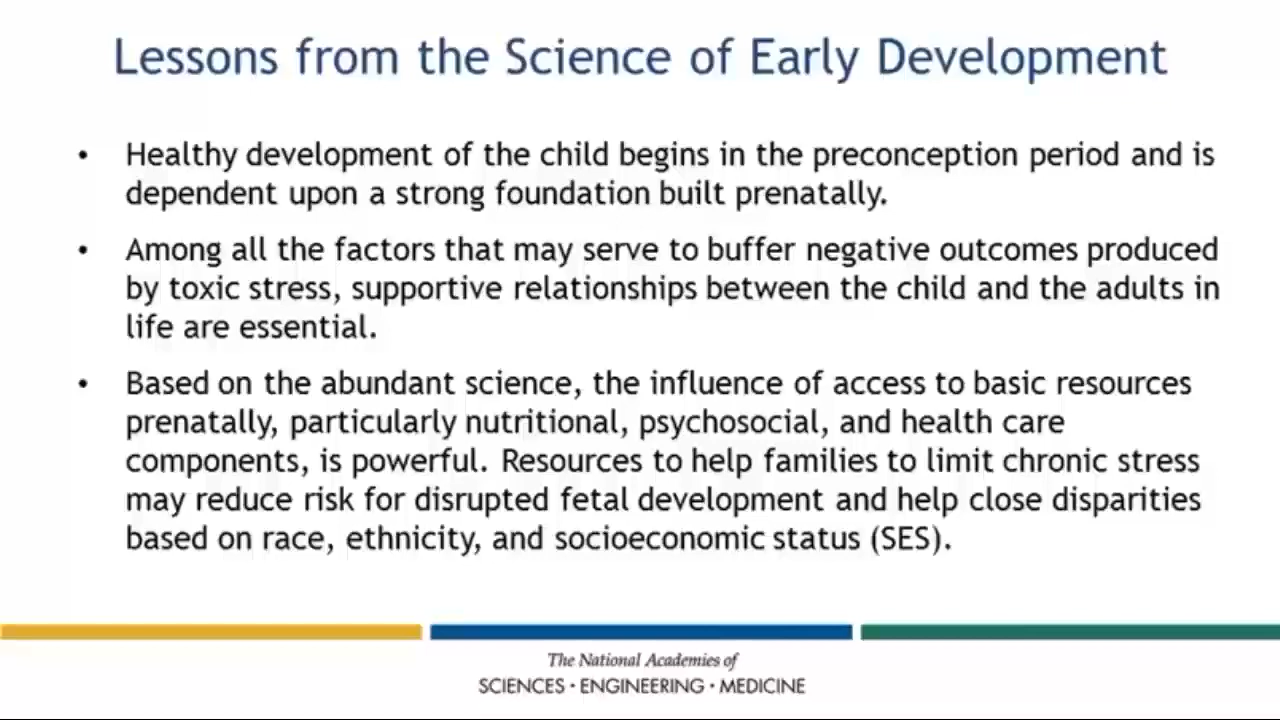 Lessons from the Science of Early Development
• Healthy development of the child begins in the preconception period and is
dependent upon a strong foundation built prenatally.
• Among all the factors that may serve to buffer negative outcomes produced
by toxic stress, supportive relationships between the child and the adults in
life are essential.
• Based on the abundant science, the influence of access to basic resources
prenatally, particularly nutritional, psychosocial, and health care
components, is powerful. Resources to help families to limit chronic stress
may reduce risk for disrupted fetal development and help close disparities
based on race, ethnicity, and socioeconomic status (SES).
The National Academies of
SCIENCES · ENGINEERING · MEDICINE